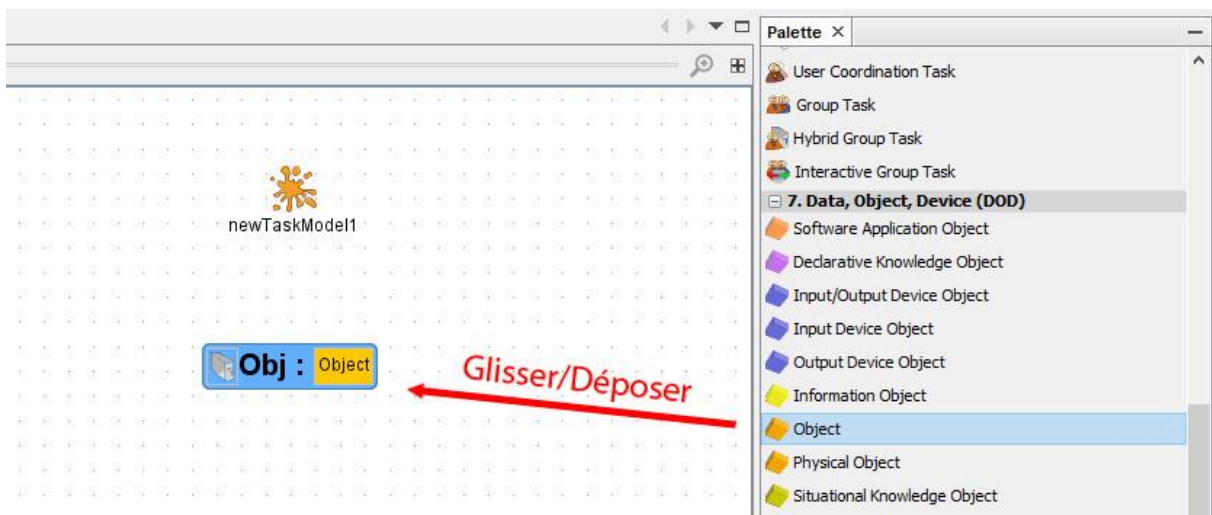 Palette
User Coordination Task
Group Task
Hybrid Group Task
Interactive Group Task
7. Data, Object, Device (DOD)
Software Application Object
Declarative Knowledge Object
Input/Output Device Object
Input Device Object
Output Device Object
Information Object
Object
Physical Object
Situational Knowledge Object
newTaskModel1
Obj : Object
Glisser/Déposer